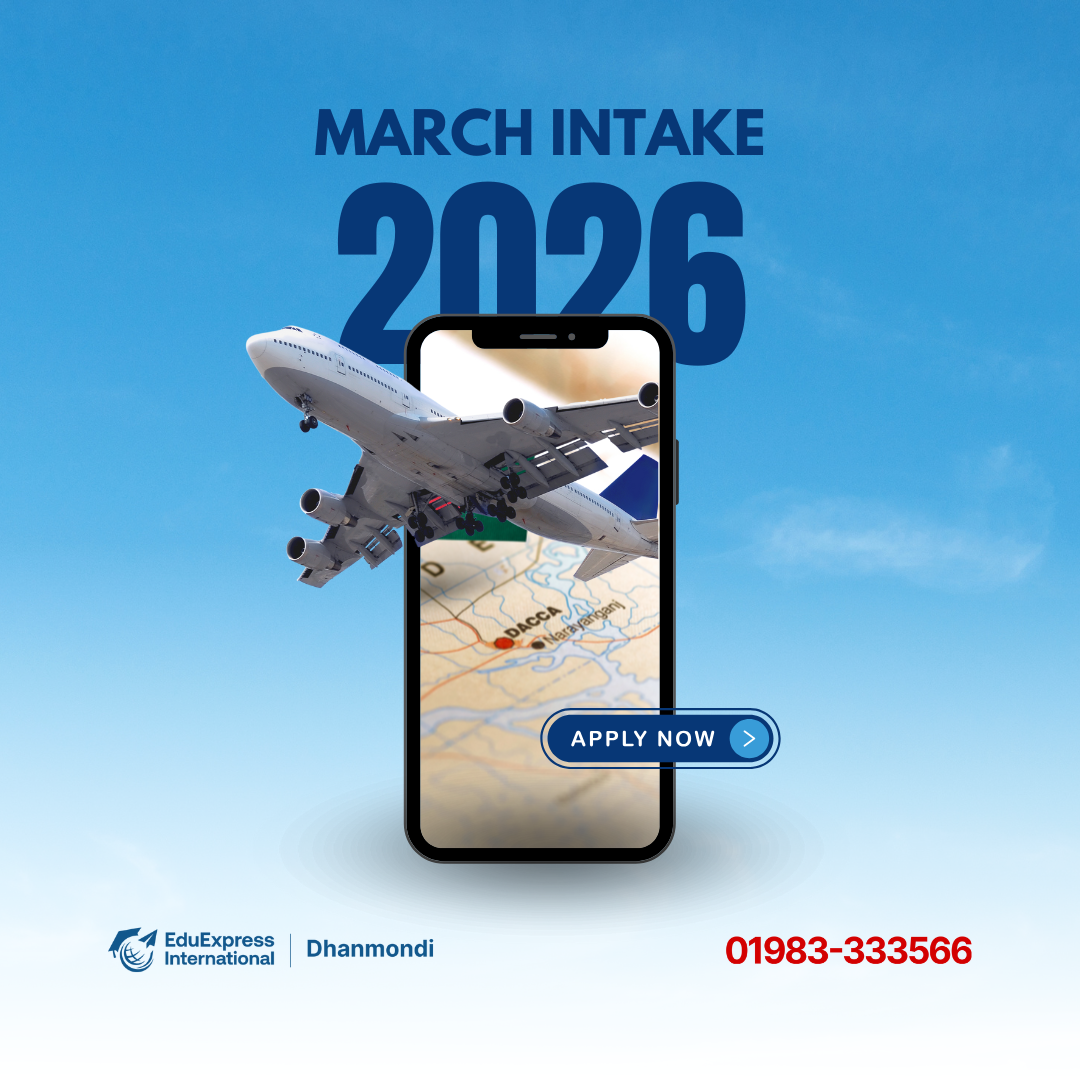 MARCH INTAKE
2026
D
E
DACCA
Narayanganj
APPLY NOW
EduExpress
International
Dhanmondi
01983-333566